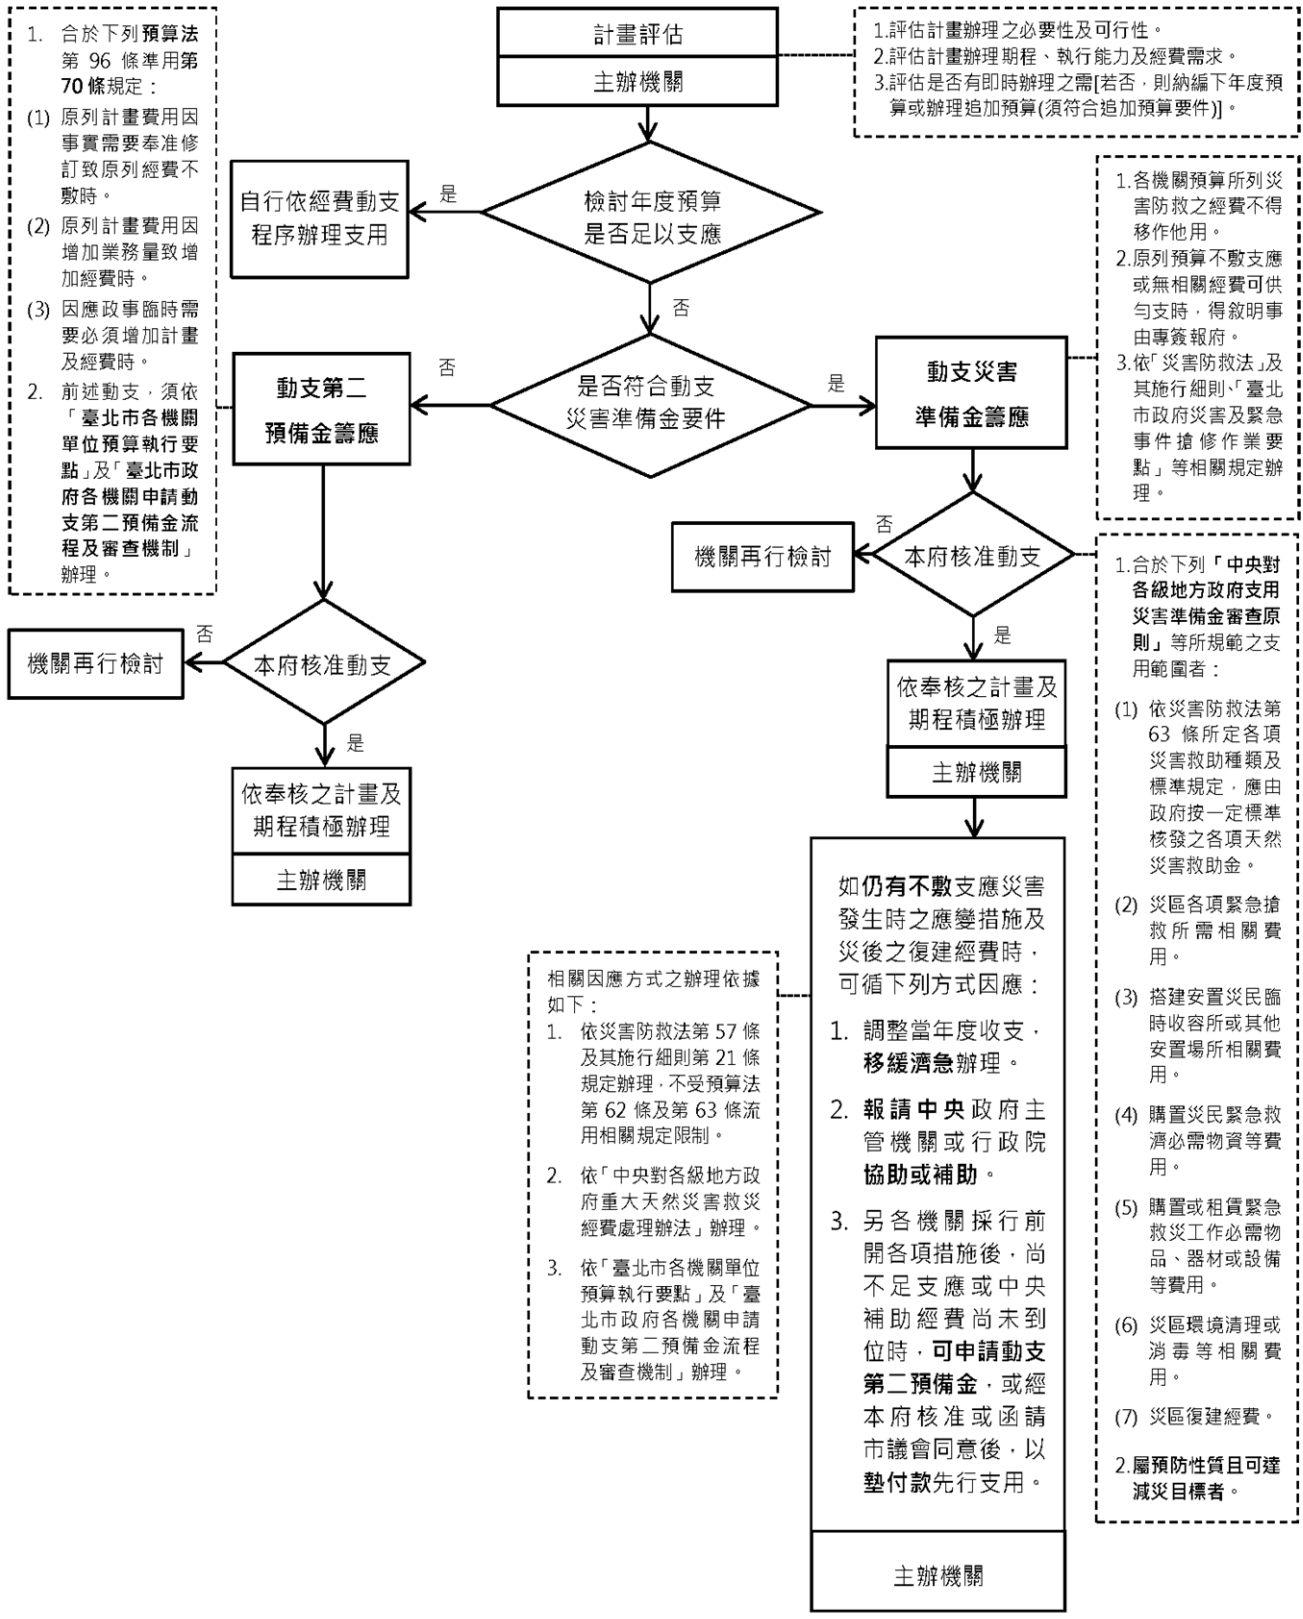 計畫評估
主辦機關
1.評估計畫辦理之必要性及可行性。
2.評估計畫辦理期程、執行能力及經費需求。
3.評估是否有即時辦理之需[若否，則納編下年度預
算或辦理追加預算(須符合追加預算要件)]。
1. 合於下列預算法
第 96 條準用第
70 條規定：
(1) 原列計畫費用因
事實需要奉准修
訂致原列經費不
敷時。
(2) 原列計畫費用因
增加業務量致增
加經費時。
(3) 因應政事臨時需
要必須增加計畫
及經費時。
2. 前述動支，須依
「臺北市各機關
單位預算執行要
點」及「臺北市政
府各機關申請動
支第二預備金流
程及審查機制」
辦理。
檢討年度預算
是否足以支應
是
自行依經費動支
程序辦理支用
否
是否符合動支
災害準備金要件
否
動支第二
預備金籌應
是
動支災害
準備金籌應
1.各機關預算所列災
害防救之經費不得
移作他用。
2.原列預算不敷支應
或無相關經費可供
勻支時，得敘明事
由專簽報府。
3.依「災害防救法」及
其施行細則、「臺北
市政府災害及緊急
事件搶修作業要
點」等相關規定辦
理。
本府核准動支
否
機關再行檢討
是
依奉核之計畫及
期程積極辦理
主辦機關
本府核准動支
否
機關再行檢討
是
依奉核之計畫及
期程積極辦理
主辦機關
1.合於下列「中央對
各級地方政府支用
災害準備金審查原
則」等所規範之支
用範圍者：
(1) 依災害防救法第
63 條所定各項
災害救助種類及
標準規定，應由
政府按一定標準
核發之各項天然
災害救助金。
(2) 災區各項緊急搶
救所需相關費
用。
(3) 搭建安置災民臨
時收容所或其他
安置場所相關費
用。
(4) 購置災民緊急救
濟必需物資等費
用。
(5) 購置或租賃緊急
救災工作必需物
品、器材或設備
等費用。
(6) 災區環境清理或
消毒等相關費
用。
(7) 災區復建經費。
2.屬預防性質且可達
減災目標者。
如仍有不敷支應災害
發生時之應變措施及
災後之復建經費時，
可循下列方式因應：
1. 調整當年度收支，
移緩濟急辦理。
2. 報請中央政府主
管機關或行政院
協助或補助。
3. 另各機關採行前
開各項措施後，尚
不足支應或中央
補助經費尚未到
位時，可申請動支
第二預備金，或經
本府核准或函請
市議會同意後，以
墊付款先行支用。
主辦機關
相關因應方式之辦理依據
如下：
1. 依災害防救法第 57 條
及其施行細則第 21 條
規定辦理，不受預算法
第 62 條及第 63 條流
用相關規定限制。
2. 依「中央對各級地方政
府重大天然災害救災
經費處理辦法」辦理。
3. 依「臺北市各機關單位
預算執行要點」及「臺
北市政府各機關申請
動支第二預備金流程
及審查機制」辦理。